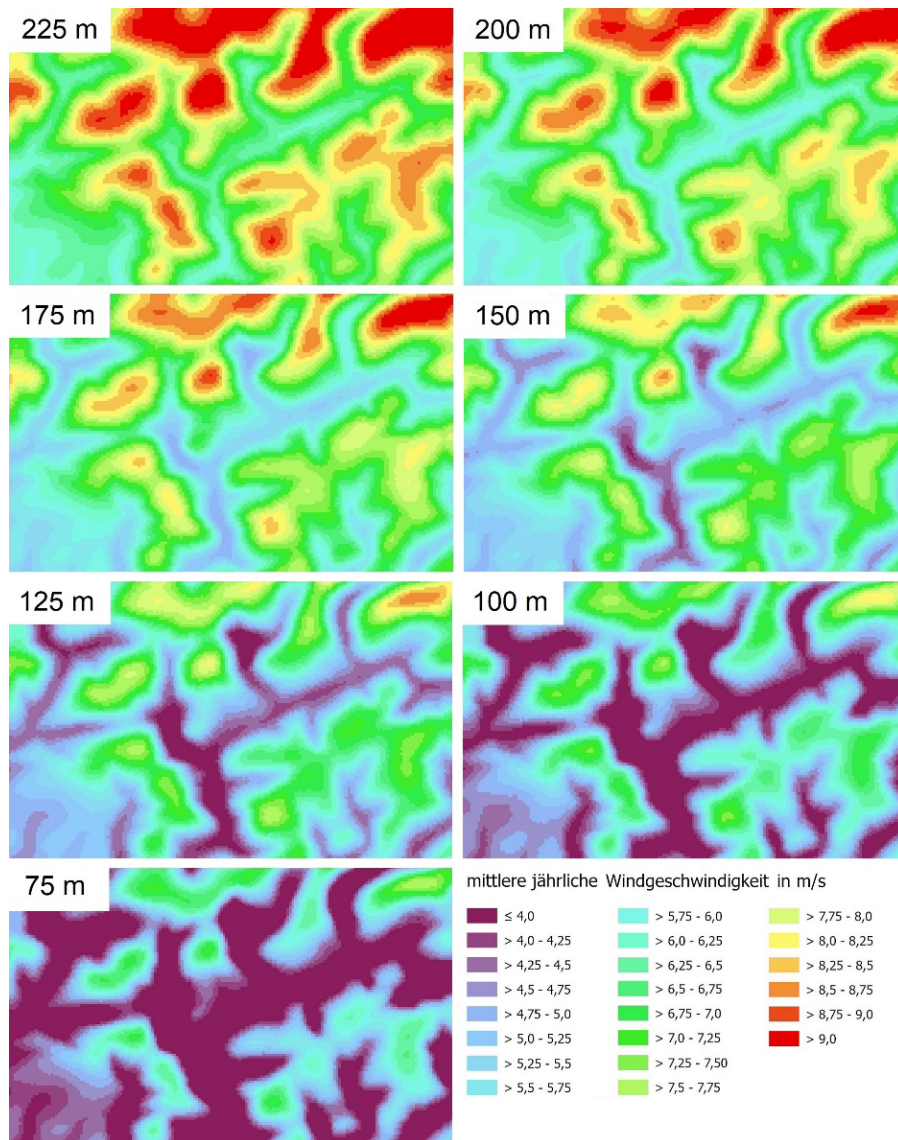 225 m
200 m
175 m
150 m
125 m
100 m
75 m
mittlere jährliche Windgeschwindigkeit in m/s
≤ 4,0
> 4,0 - 4,25
> 4,25 - 4,5
> 4,5 - 4,75
> 4,75 - 5,0
> 5,0 - 5,25
> 5,25 - 5,5
> 5,5 - 5,75
> 5,75 - 6,0
> 6,0 - 6,25
> 6,25 - 6,5
> 6,5 - 6,75
> 6,75 - 7,0
> 7,0 - 7,25
> 7,25 - 7,50
> 7,5 - 7,75
> 7,75 - 8,0
> 8,0 - 8,25
> 8,25 - 8,5
> 8,5 - 8,75
> 8,75 - 9,0
> 9,0